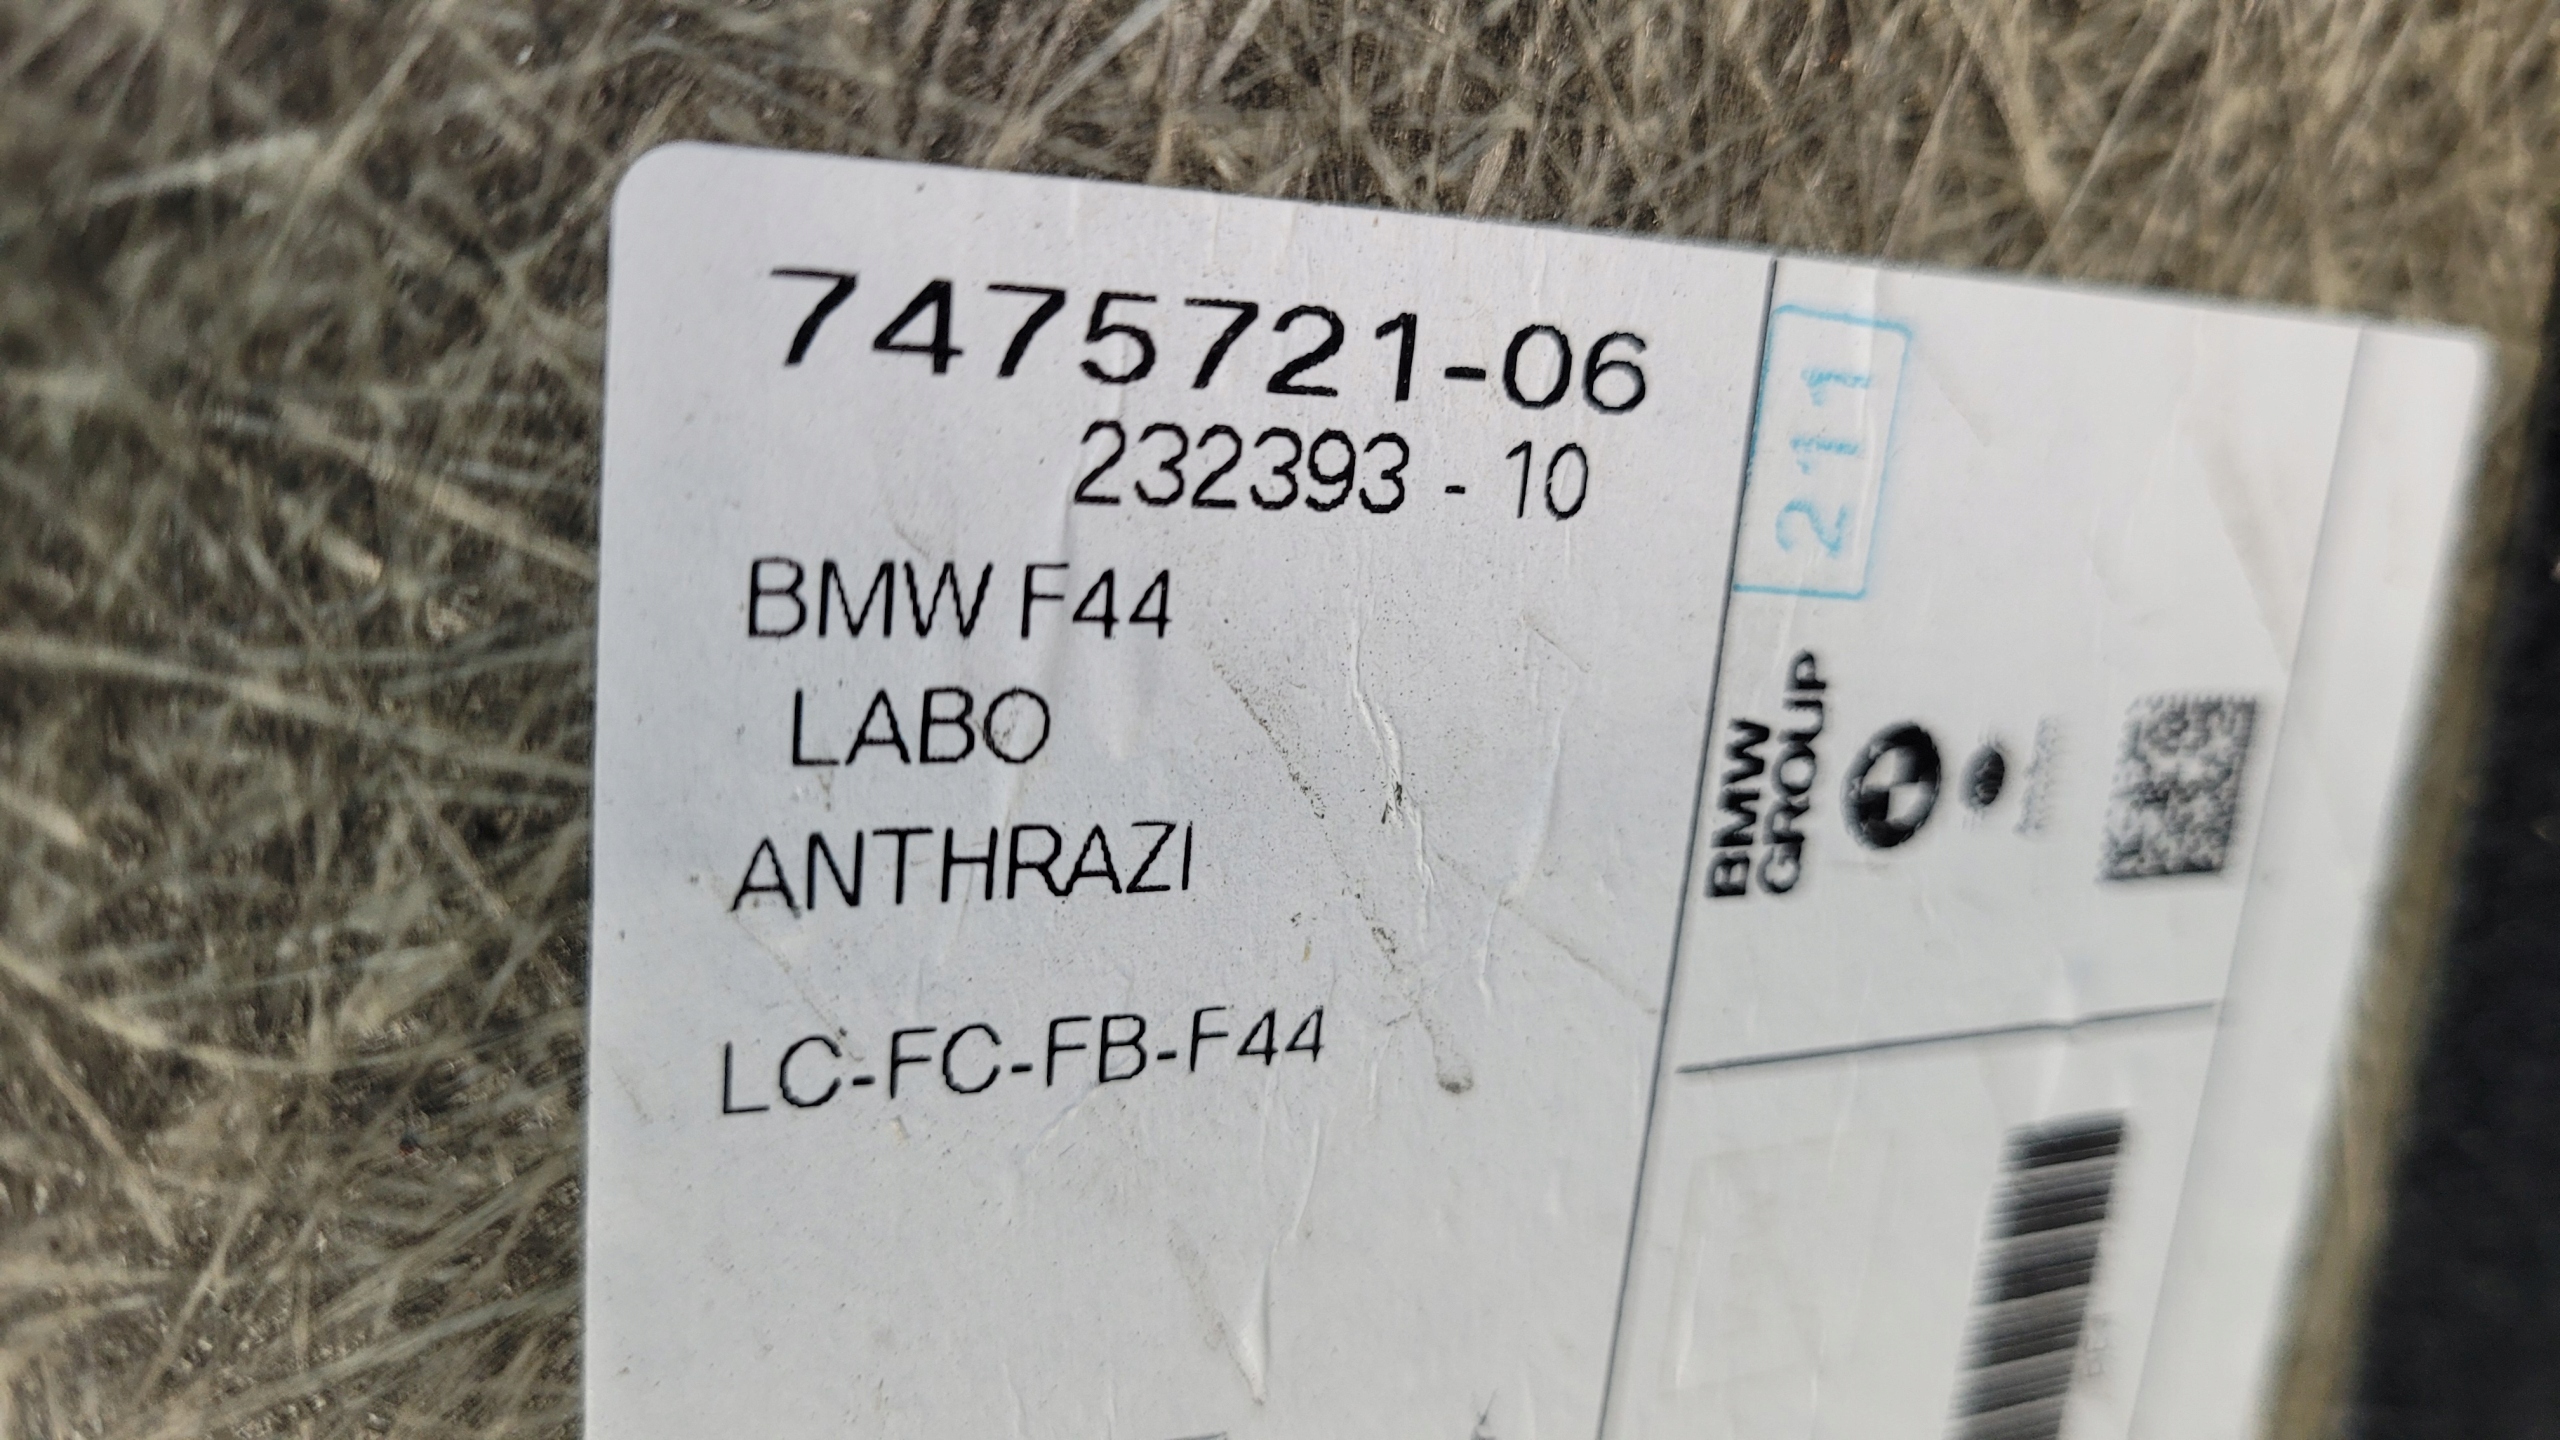 7475721-06
232393 - 10
BMW F44
LABO
ANTHRAZI
LC-FC-FB-F44
211
BMW
GROUP